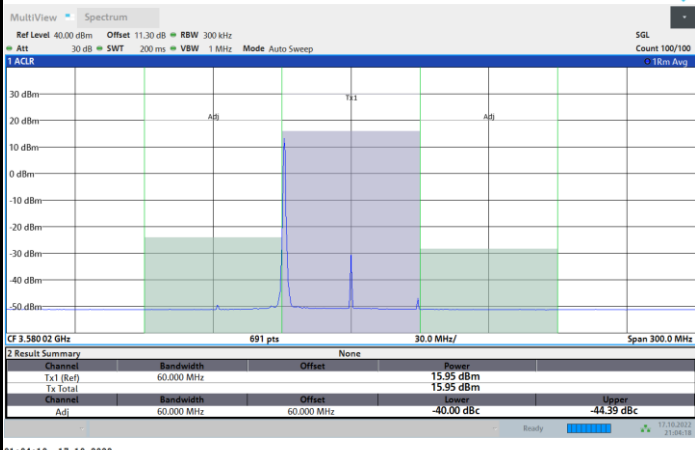 MultiView Spectrum
Ref Level 40.00 dBm Offset 11.30 dB RBW 300 kHz SGL
Att 30 dB SWT 200 ms VBW 1 MHz Mode Auto Sweep Count 100/100
1 ACLR 1Rm Avg
30 dBm
Tx1
20 dBm
Adj Adj
10 dBm
0 dBm
-10 dBm
-20 dBm
-30 dBm
-40 dBm
-50 dBm
CF 3.580 02 GHz 691 pts 30.0 MHz/ Span 300.0 MHz
2 Result Summary None
Channel Bandwidth Offset Power
Tx1 (Ref) 60.000 MHz 15.95 dBm
Tx Total 15.95 dBm
Channel Bandwidth Offset Lower Upper
Adj 60.000 MHz 60.000 MHz -40.00 dBc -44.39 dBc
Ready 17.10.2022
21:04:18